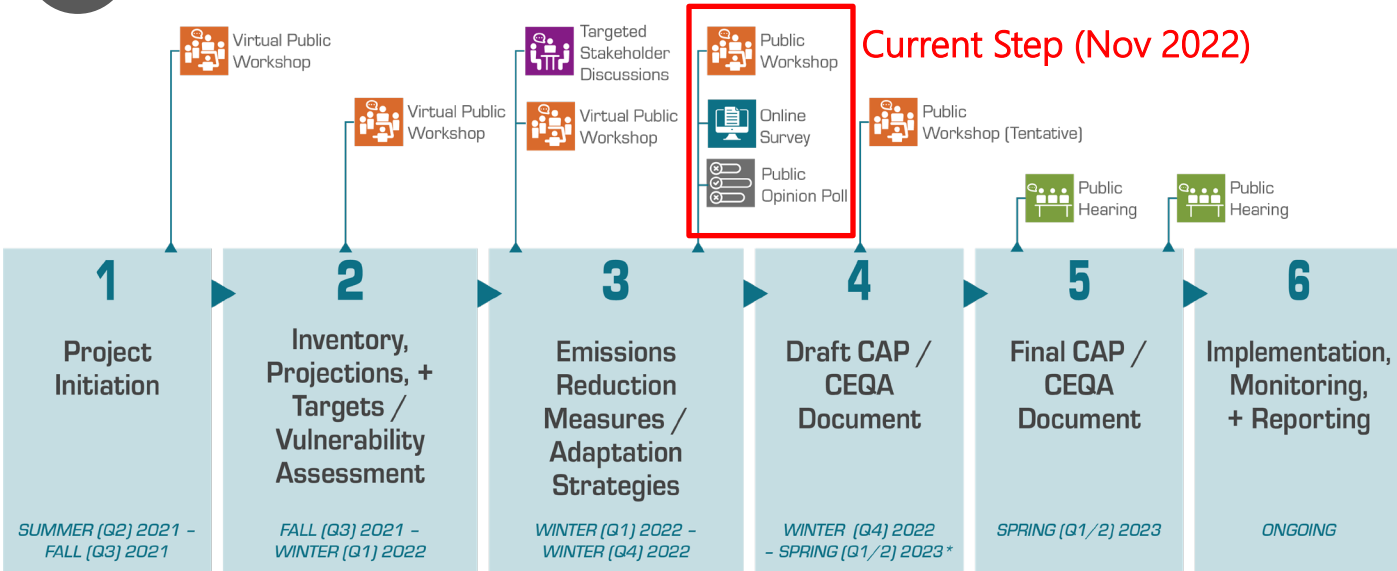 Virtual Public
Workshop
Virtual Public
Workshop
Targeted
Stakeholder
Discussions
Virtual Public
Workshop
Public
Workshop
Online
Survey
Public
Opinion Poll
Current Step (Nov 2022)
Public
Workshop (Tentative)
Public
Hearing
Public
Hearing
1
Project
Initiation
SUMMER (Q2) 2021 –
FALL (Q3) 2021
2
Inventory,
Projections, +
Targets /
Vulnerability
Assessment
FALL (Q3) 2021 –
WINTER (Q1) 2022
3
Emissions
Reduction
Measures /
Adaptation
Strategies
WINTER (Q1) 2022 –
WINTER (Q4) 2022
4
Draft CAP /
CEQA
Document
WINTER (Q4) 2022
– SPRING (Q1/2) 2023*
5
Final CAP /
CEQA
Document
SPRING (Q1/2) 2023
6
Implementation,
Monitoring,
+ Reporting
ONGOING